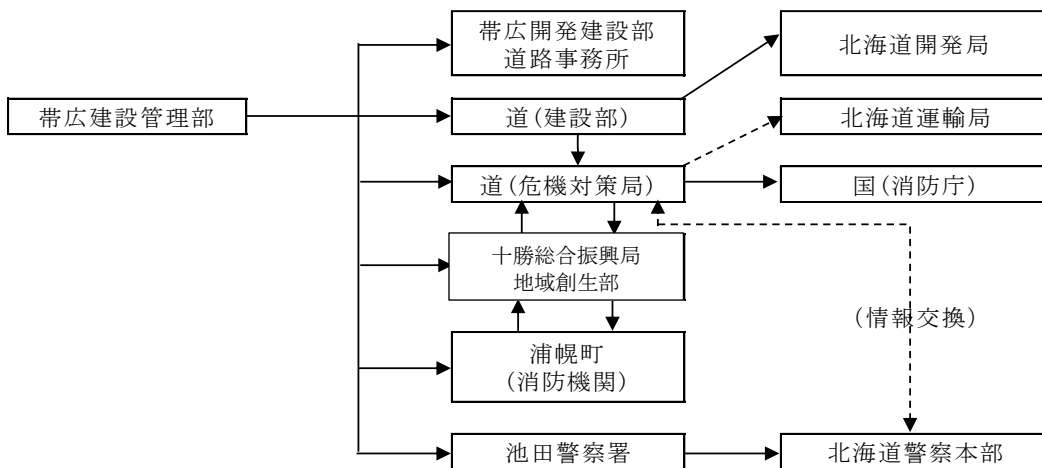 帯広開発建設部
道路事務所
北海道開発局
帯広建設管理部
道(建設部)
北海道運輸局
道(危機対策局)
国(消防庁)
十勝総合振興局
地域創生部
(情報交換)
浦幌町
(消防機関)
池田警察署
北海道警察本部